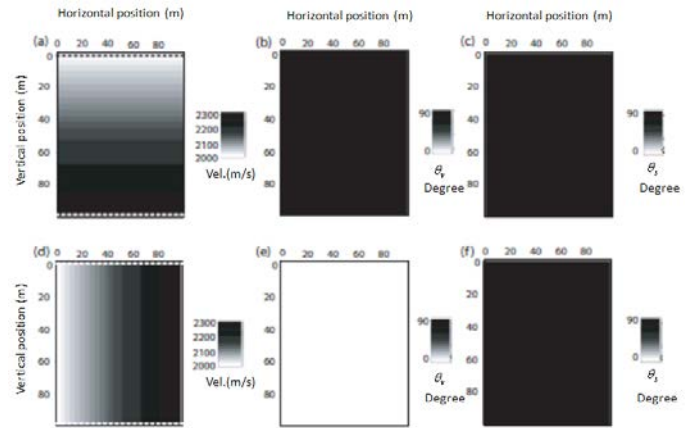 Horizontal position (m) Horizontal position (m) Horizontal position (m)
(a) 0 20 40 60 80 (b) 0 20 40 60 80 (c) 0 20 40 60 80
Vertical position (m)
0 20 40 60 80
2300 2200 2100 2000
Vel.(m/s)
0 20 40 60 80
90 0
θv
Degree
0 20 40 60 80
90 0
θs
Degree
(d) 0 20 40 60 80 (e) 0 20 40 60 80 (f) 0 20 40 60 80
Vertical position (m)
0 20 40 60 80
2300 2200 2100 2000
Vel.(m/s)
0 20 40 60 80
90 0
θv
Degree
0 20 40 60 80
90 0
θs
Degree